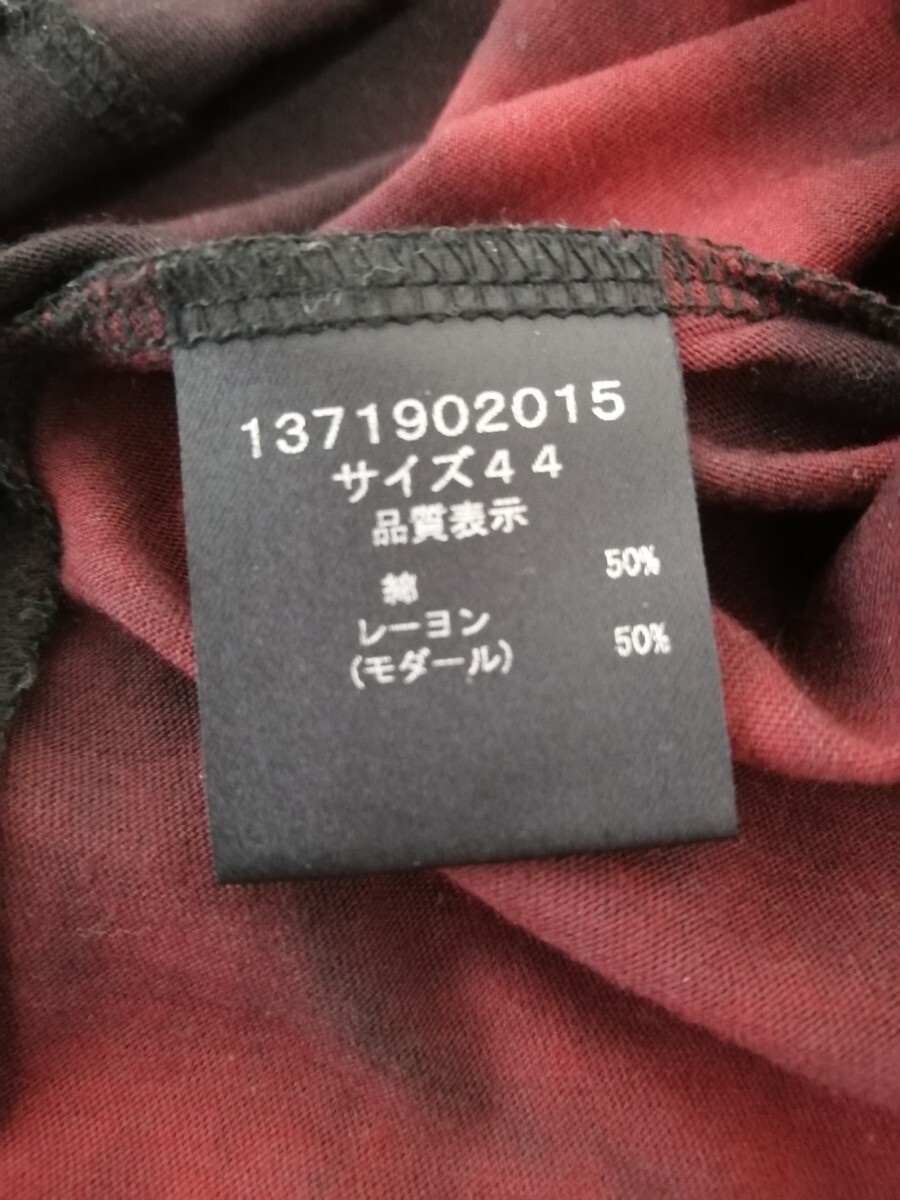 1371902015
サイズ44
品質表示
綿 50%
レーヨン
(モダール) 50%